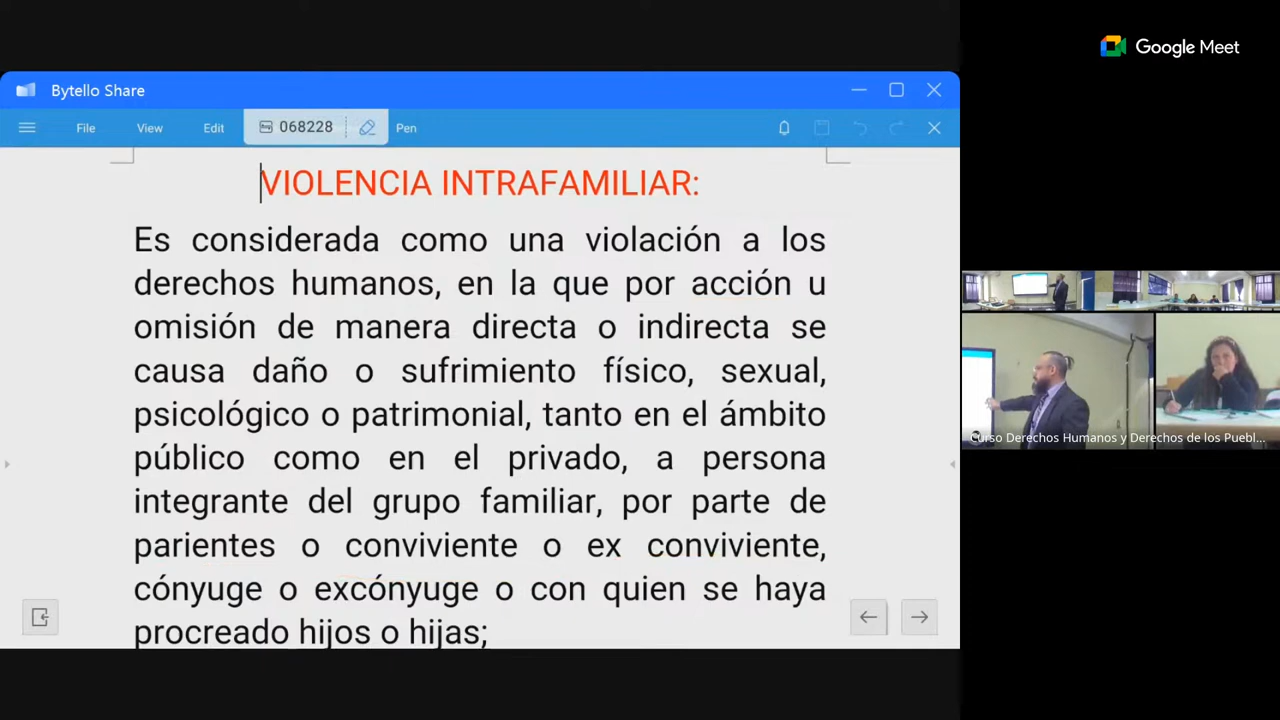 Google Meet
Bytello Share
File View Edit 068228 Pen
VIOLENCIA INTRAFAMILIAR:
Es considerada como una violación a los
derechos humanos, en la que por acción u
omisión de manera directa o indirecta se
causa daño o sufrimiento físico, sexual,
psicológico o patrimonial, tanto en el ámbito
público como en el privado, a persona
integrante del grupo familiar, por parte de
parientes o conviviente o ex conviviente,
cónyuge o excónyuge o con quien se haya
procreado hijos o hijas;
Curso Derechos Humanos y Derechos de los Puebl...